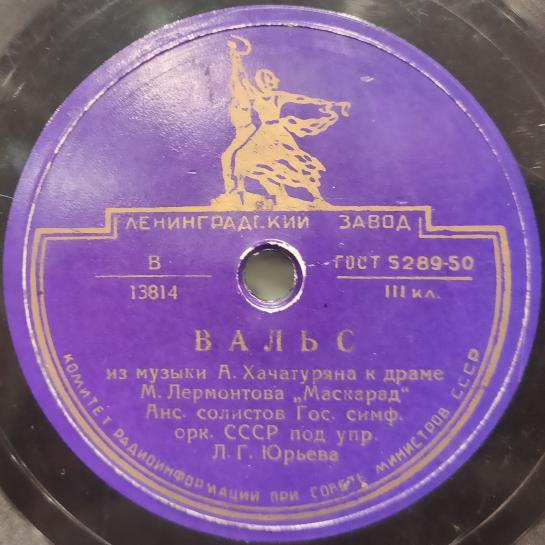 ЛЕНИНГРАДСКИЙ ЗАВОД
В
13814
ГОСТ 5289-50
III кл.
ВАЛЬС
из музыки А. Хачатуряна к драме
М. Лермонтова „Маскарад"
Анс. солистов Гос. симф.
орк. СССР под упр.
Л. Г. Юрьева
КОМИТЕТ РАДИОИНФОРМАЦИИ ПРИ СОВЕТЕ МИНИСТРОВ СССР